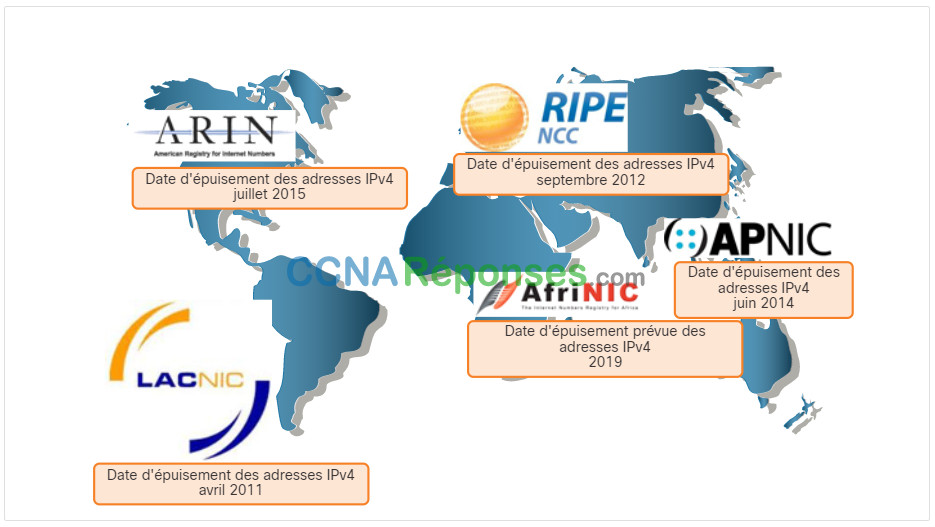 ARIN
American Registry for Internet Numbers
Date d'épuisement des adresses IPv4
juillet 2015
RIPE
NCC
Date d'épuisement des adresses IPv4
septembre 2012
APNIC
Date d'épuisement des
adresses IPv4
juin 2014
CCNARéponses.com
AfriNIC
The Internet Numbers Registry for Africa
Date d'épuisement prévue des
adresses IPv4
2019
LACNIC
Date d'épuisement des adresses IPv4
avril 2011